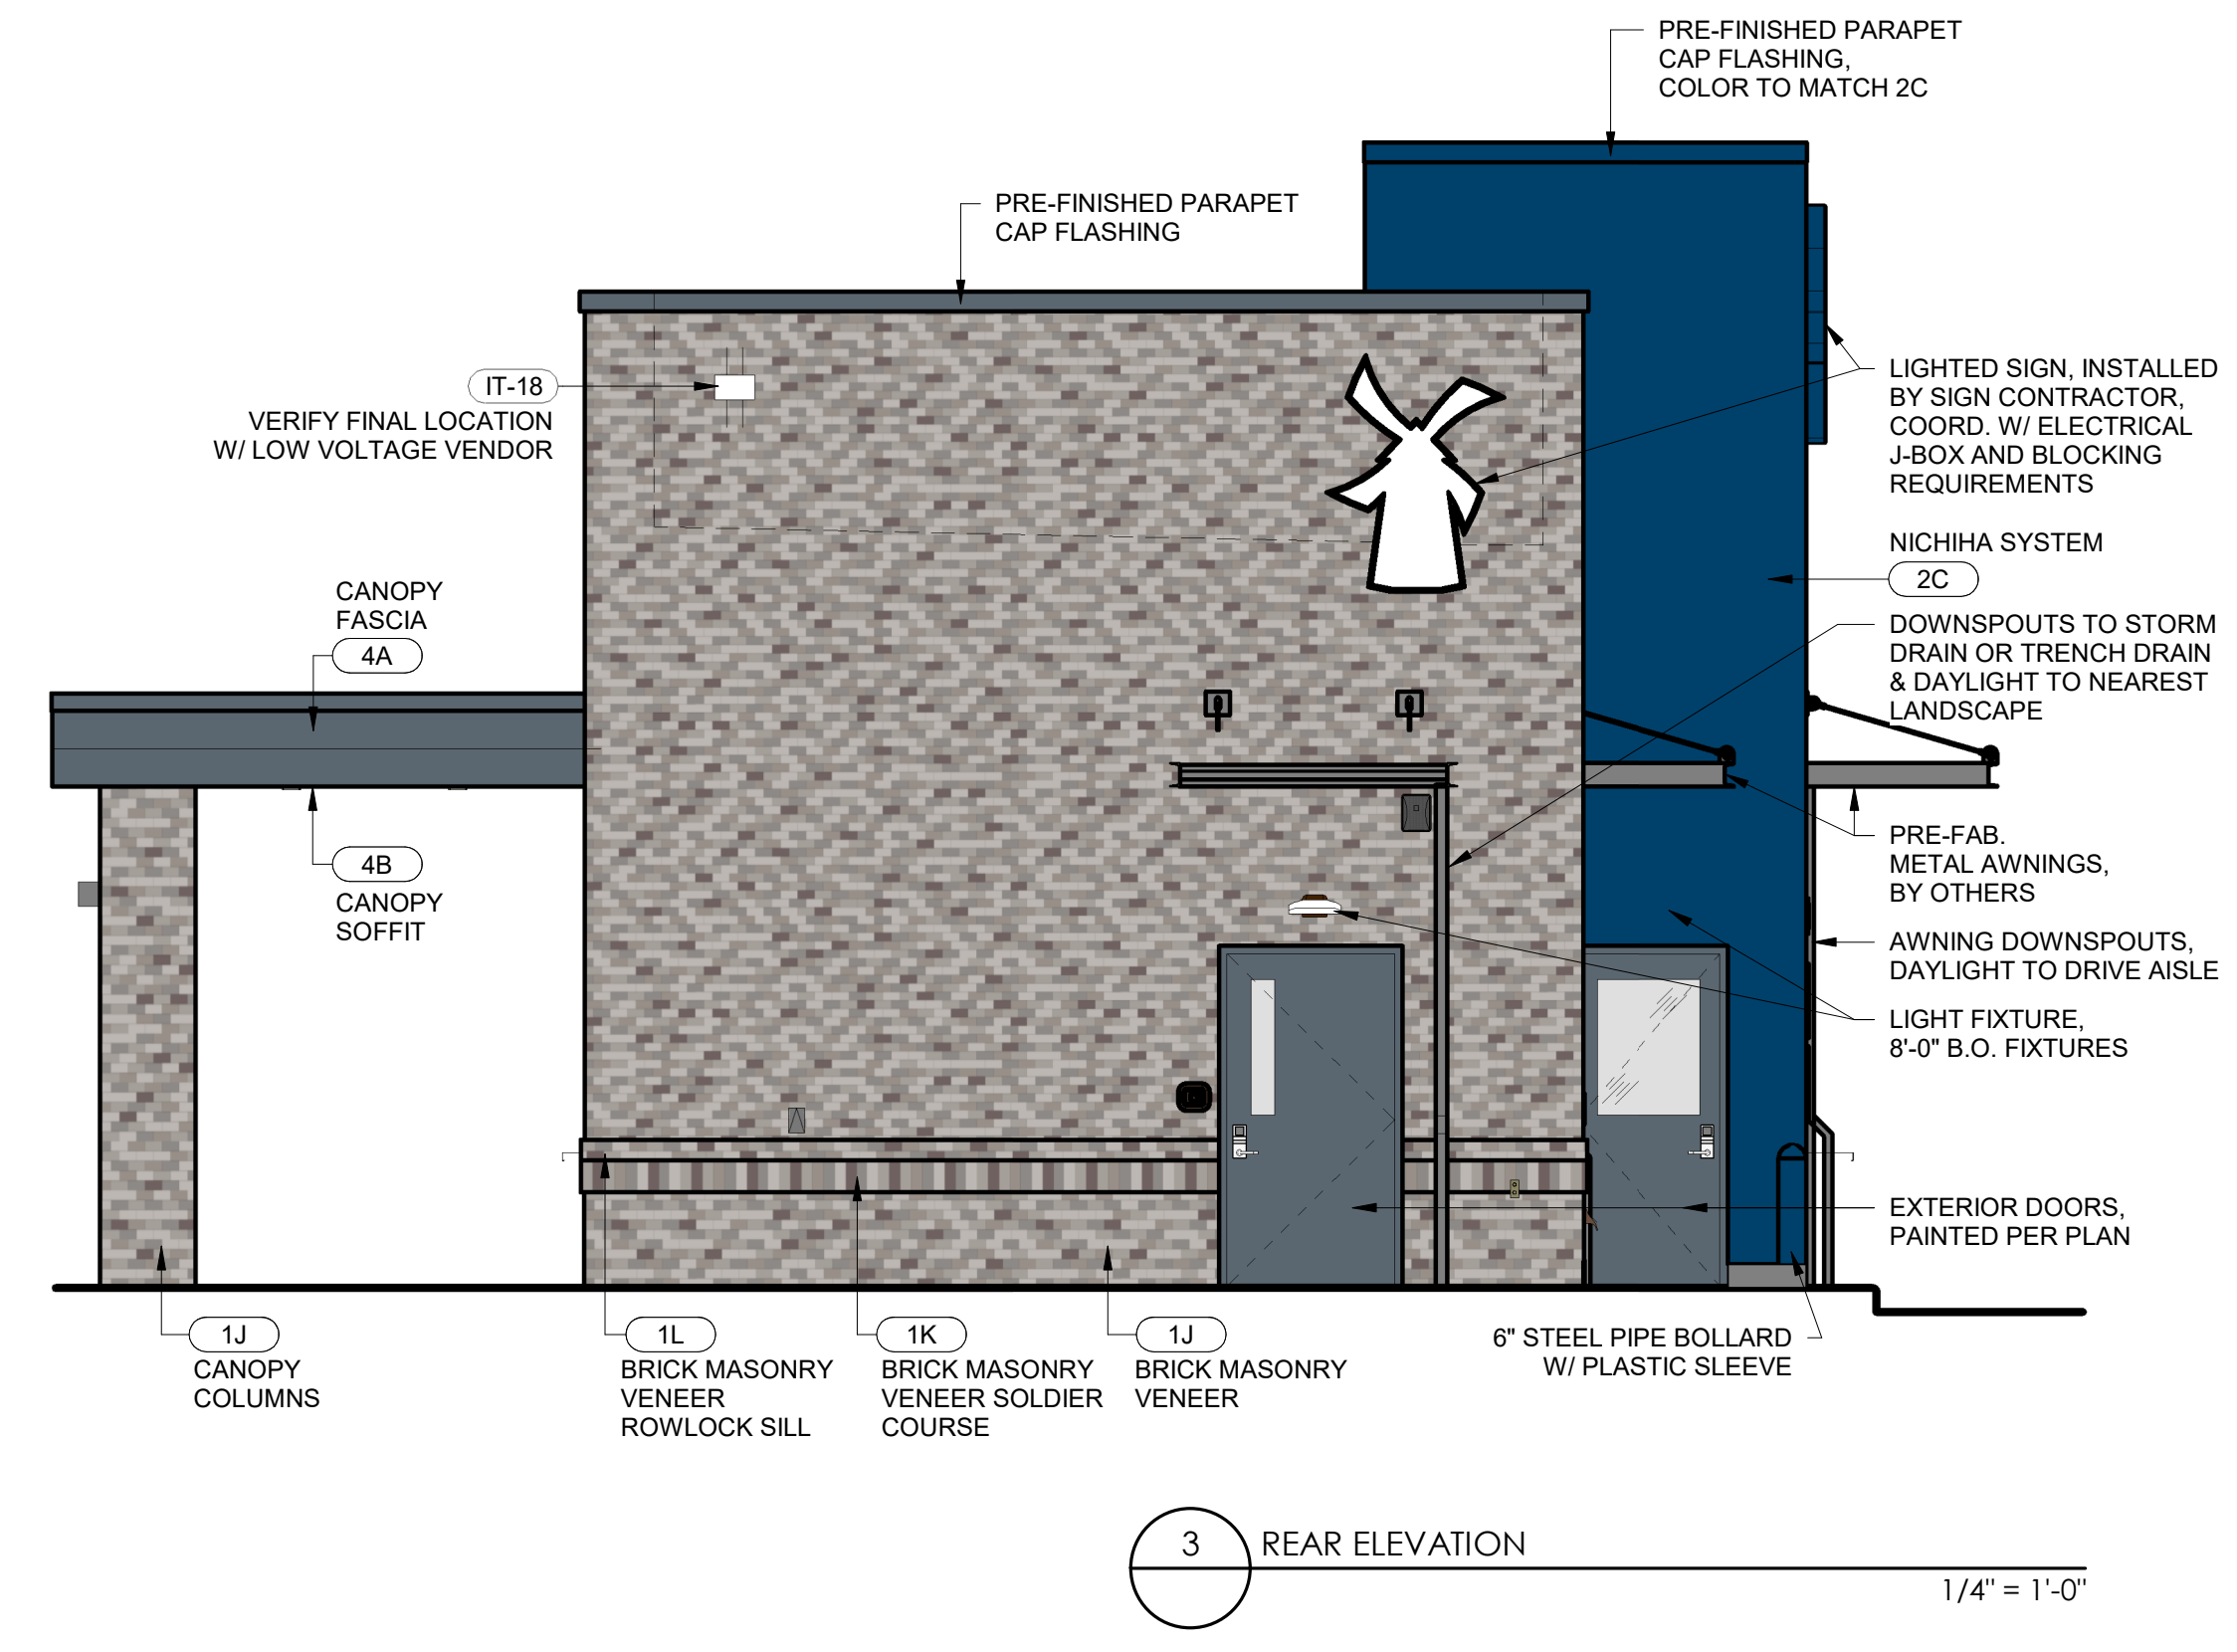 PRE-FINISHED PARAPET
CAP FLASHING,
COLOR TO MATCH 2C
PRE-FINISHED PARAPET
CAP FLASHING
IT-18
VERIFY FINAL LOCATION
W/ LOW VOLTAGE VENDOR
LIGHTED SIGN, INSTALLED
BY SIGN CONTRACTOR,
COORD. W/ ELECTRICAL
J-BOX AND BLOCKING
REQUIREMENTS
NICHIHA SYSTEM
2C
CANOPY
FASCIA
4A
DOWNSPOUTS TO STORM
DRAIN OR TRENCH DRAIN
& DAYLIGHT TO NEAREST
LANDSCAPE
4B
CANOPY
SOFFIT
PRE-FAB.
METAL AWNINGS,
BY OTHERS
AWNING DOWNSPOUTS,
DAYLIGHT TO DRIVE AISLE
LIGHT FIXTURE,
8'-0" B.O. FIXTURES
EXTERIOR DOORS,
PAINTED PER PLAN
1J
CANOPY
COLUMNS
1L
BRICK MASONRY
VENEER
ROWLOCK SILL
1K
BRICK MASONRY
VENEER SOLDIER
COURSE
1J
BRICK MASONRY
VENEER
6" STEEL PIPE BOLLARD
W/ PLASTIC SLEEVE
3
REAR ELEVATION
1/4" = 1'-0"